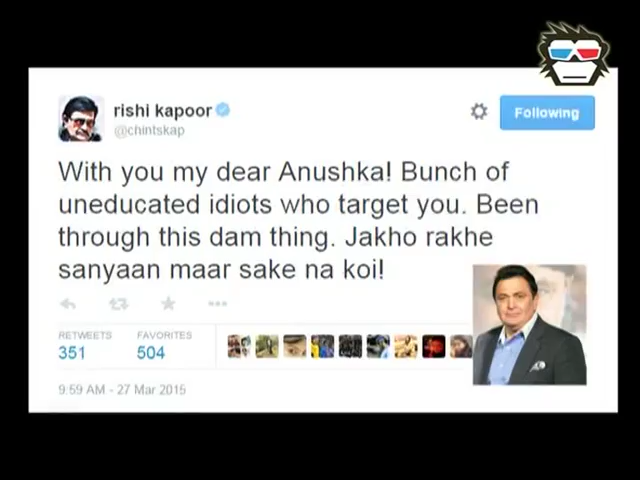 rishi kapoor
@chintskap
Following
With you my dear Anushka! Bunch of
uneducated idiots who target you. Been
through this dam thing. Jakho rakhe
sanyaan maar sake na koi!
RETWEETS FAVORITES
351 504
9:59 AM - 27 Mar 2015